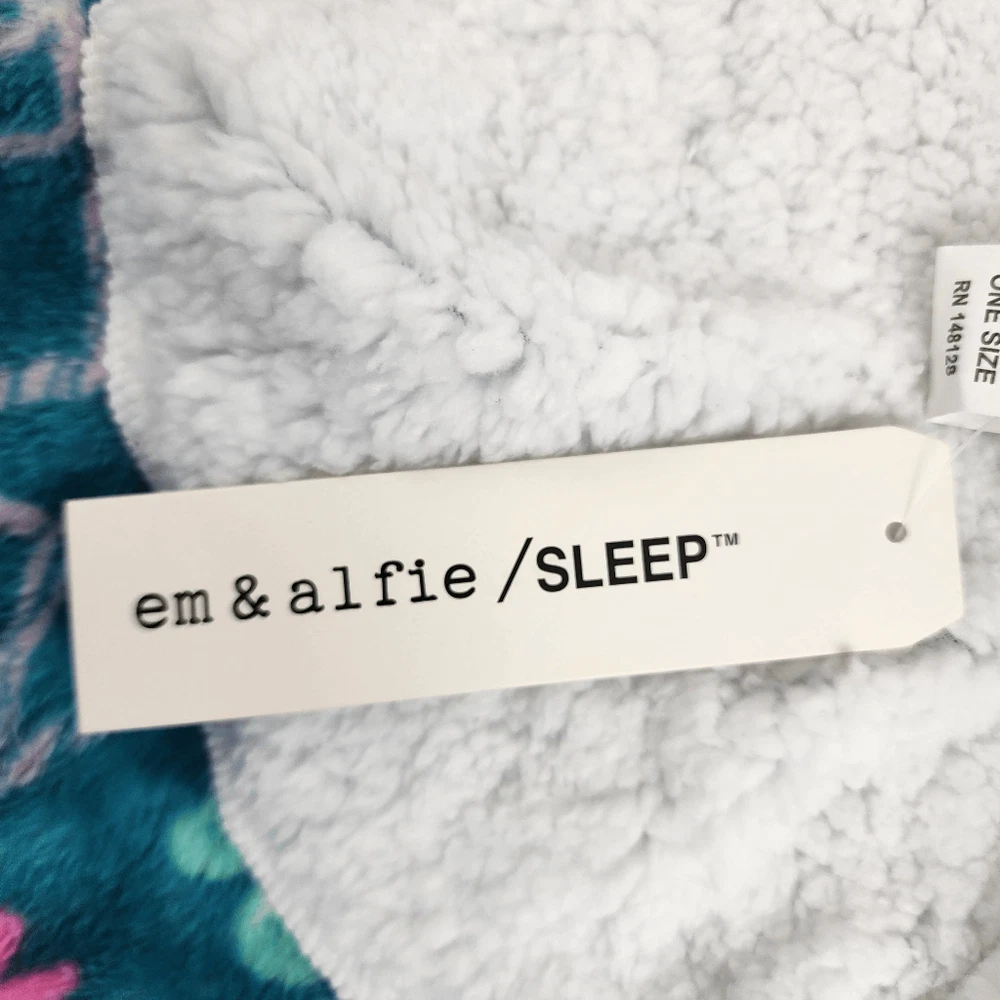 em & alfie /SLEEP™
ONE SIZE
RN 148128